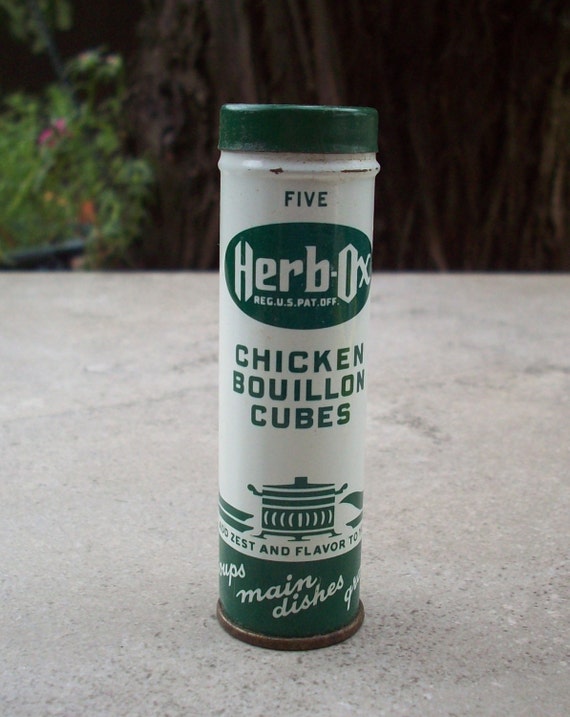 FIVE
Herb-Ox
REG.U.S.PAT.OFF.
CHICKEN
BOUILLON
CUBES
ZEST AND FLAVOR TO
main
dishes